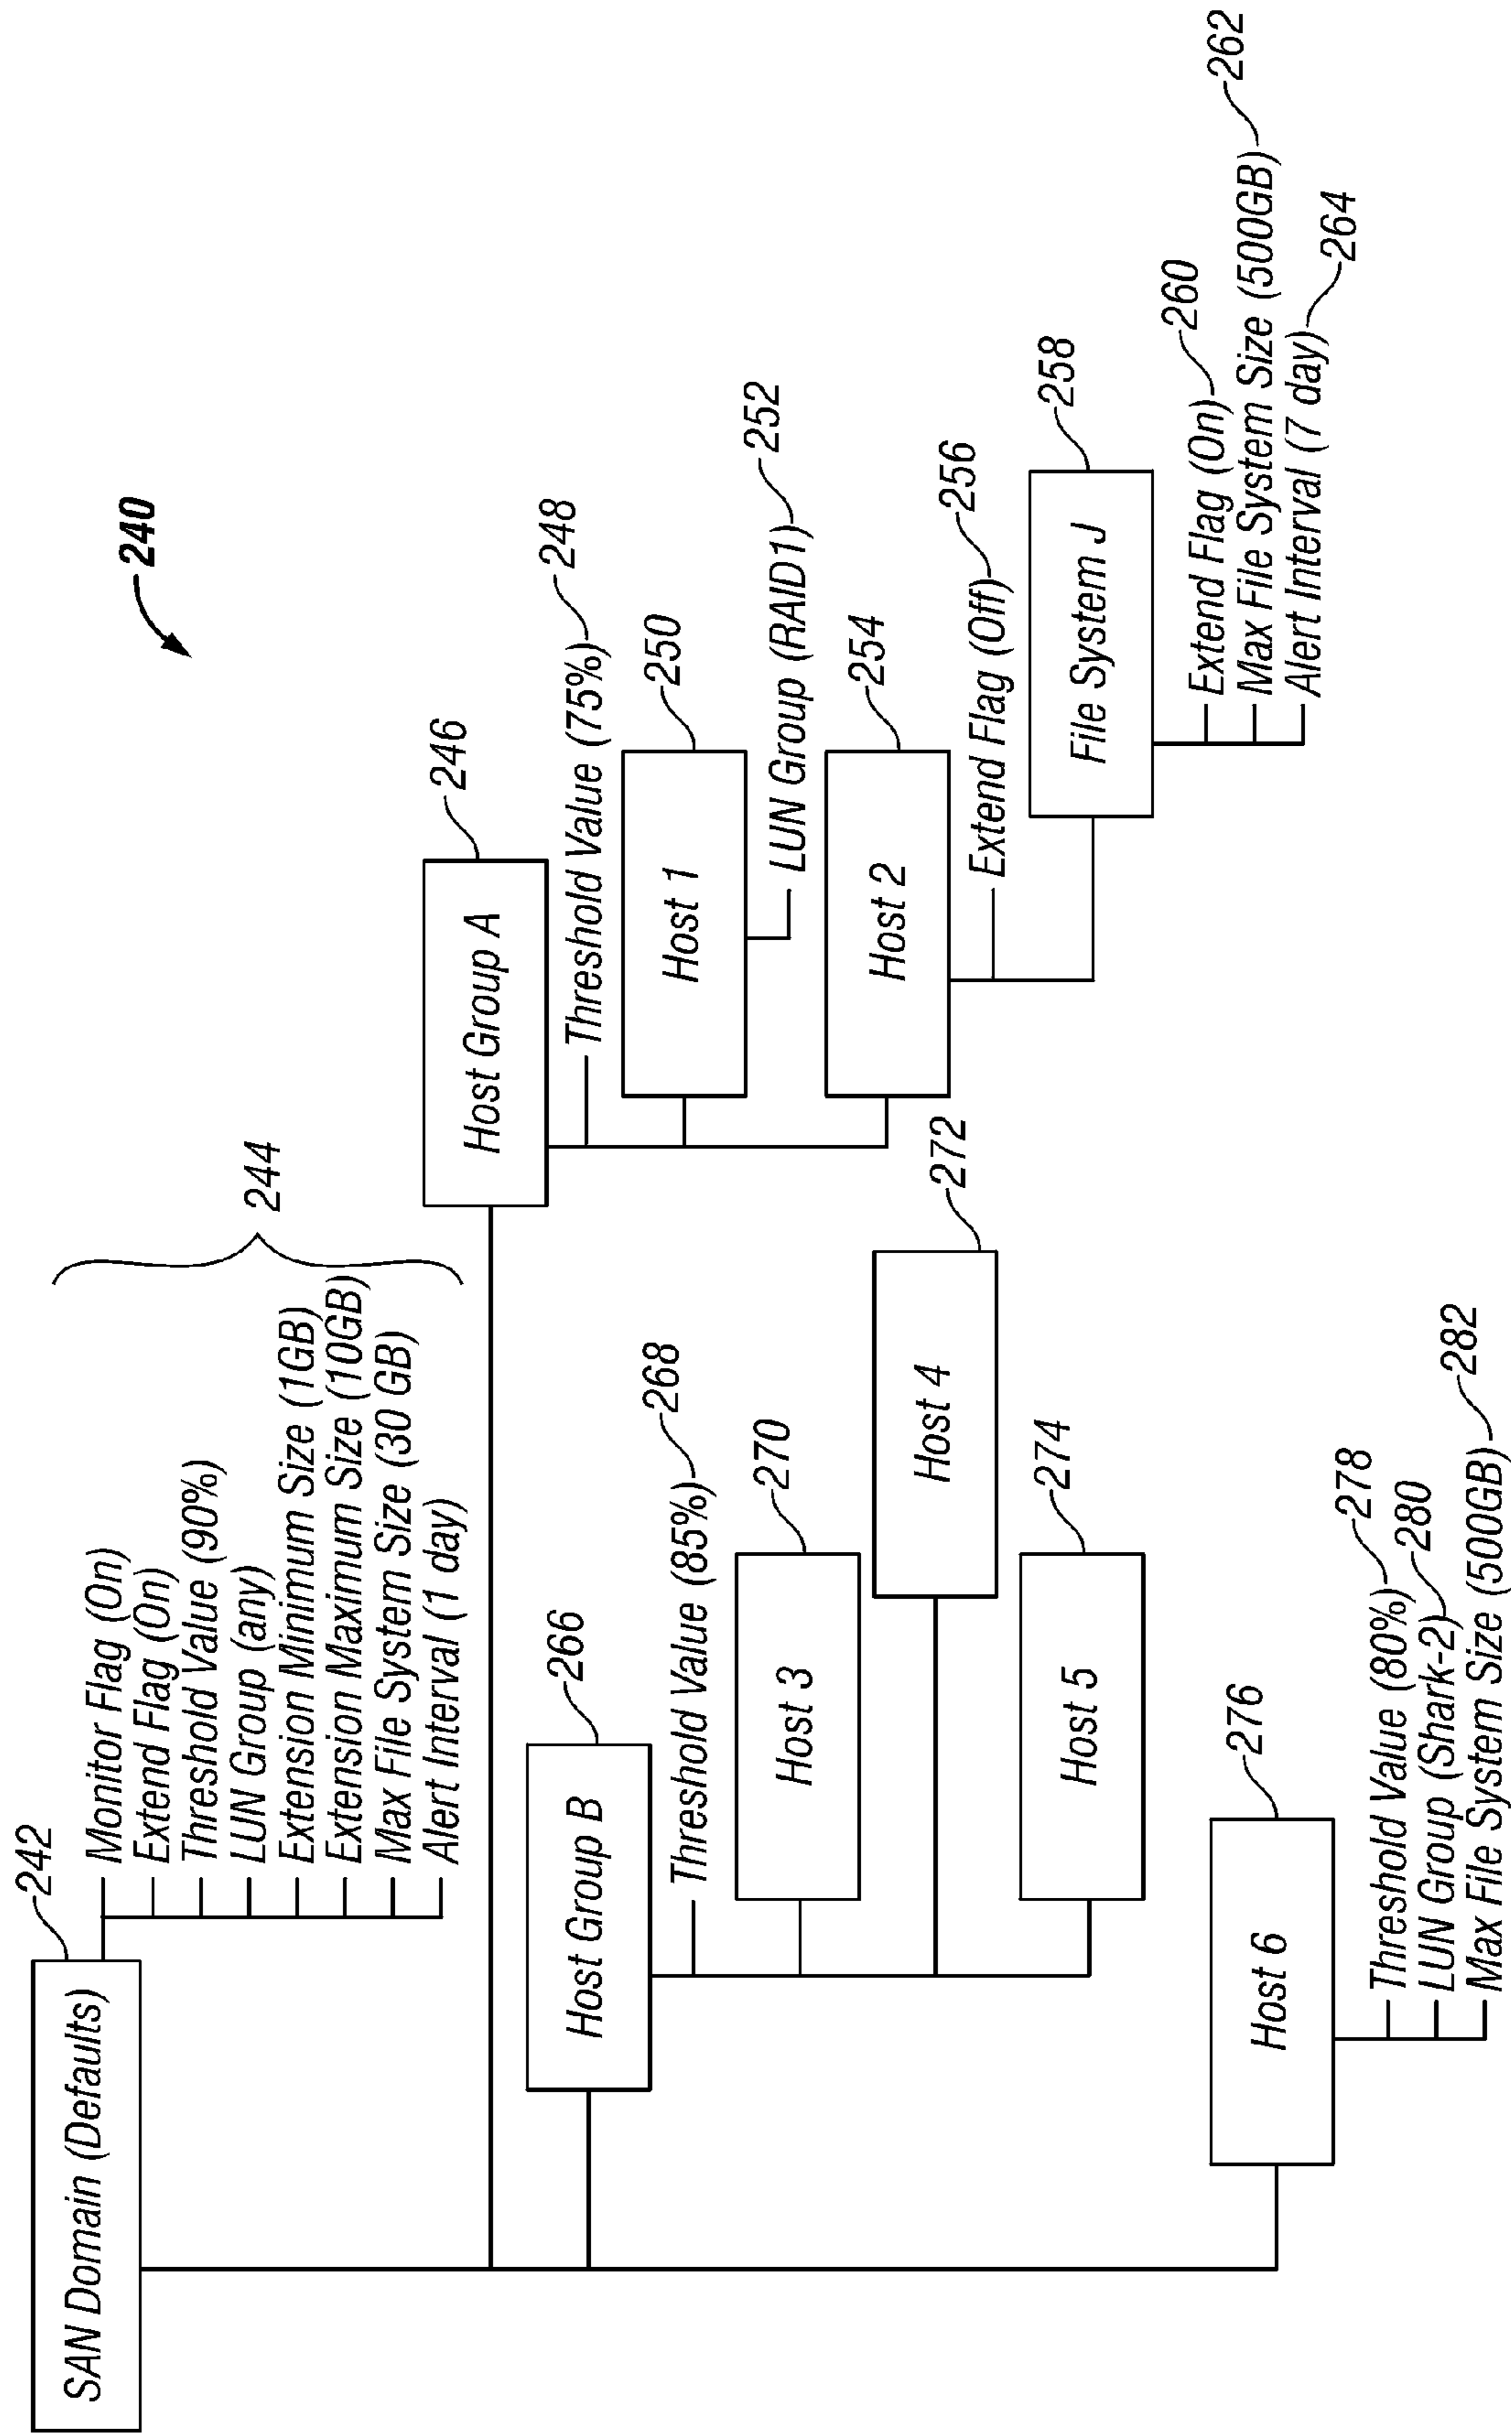 240
242
SAN Domain (Defaults)
Monitor Flag (On)
Extend Flag (On)
Threshold Value (90%)
LUN Group (any)
Extension Minimum Size (1GB)
Extension Maximum Size (10GB)
Max File System Size (30 GB)
Alert Interval (1 day)
244
246
Host Group A
Threshold Value (75%) 248
250
Host 1
LUN Group (RAID1) 252
254
Host 2
Extend Flag (Off) 256
258
File System J
Extend Flag (On) 260
Max File System Size (500GB) 262
Alert Interval (7 day) 264
266
Host Group B
Threshold Value (85%) 268
270
Host 3
272
Host 4
274
Host 5
276
Host 6
Threshold Value (80%) 278
LUN Group (Shark-2) 280
Max File System Size (500GB) 282